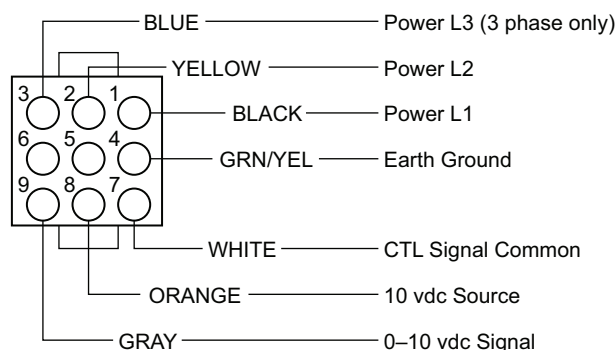 BLUE Power L3 (3 phase only)
YELLOW Power L2
3 2 1
BLACK Power L1
6 5 4
GRN/YEL Earth Ground
9 8 7
WHITE CTL Signal Common
ORANGE 10 vdc Source
GRAY 0–10 vdc Signal